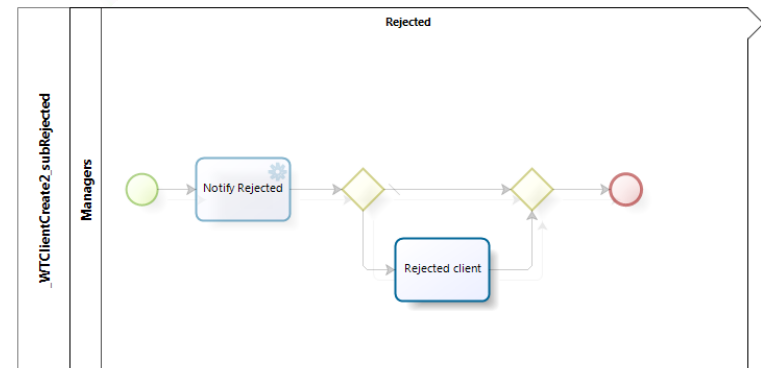 Rejected
_WTClientCreate2_subRejected
Managers
Notify Rejected
Rejected client